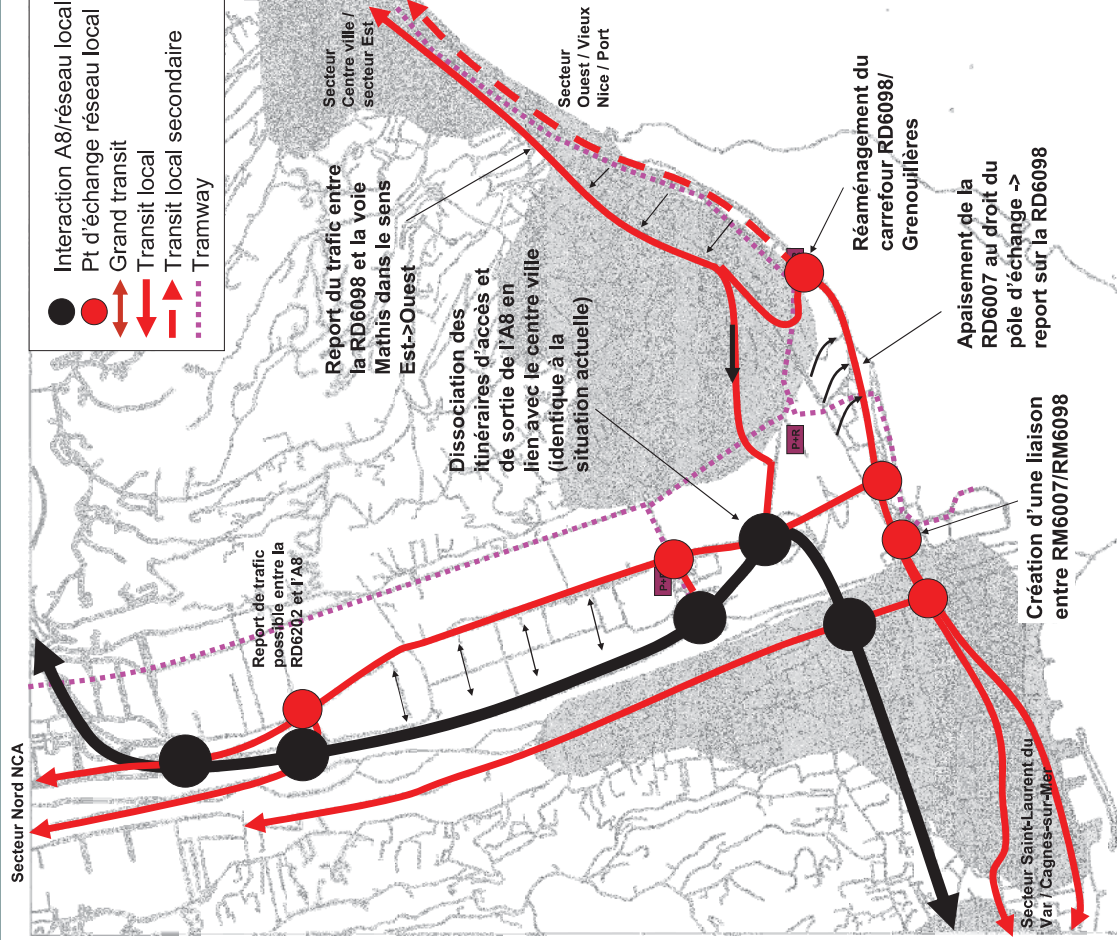 Interaction A8/réseau local
Pt d'échange réseau local
Grand transit
Transit local
Transit local secondaire
Tramway
Secteur
Centre ville /
secteur Est
Secteur
Ouest / Vieux
Nice / Port
Report du trafic entre
la RD6098 et la voie
Mathis dans le sens
Est->Ouest
Dissociation des
itinéraires d'accès et
de sortie de l'A8 en
lien avec le centre ville
(identique à la
situation actuelle)
Réaménagement du
carrefour RD6098/
Grenouillères
Apaisement de la
RD6007 au droit du
pôle d'échange ->
report sur la RD6098
P+R
P+R
Création d'une liaison
entre RM6007/RM6098
Report de trafic
possible entre la
RD6202 et l'A8
Secteur Nord NCA
Secteur Saint-Laurent du
Var / Cagnes-sur-Mer